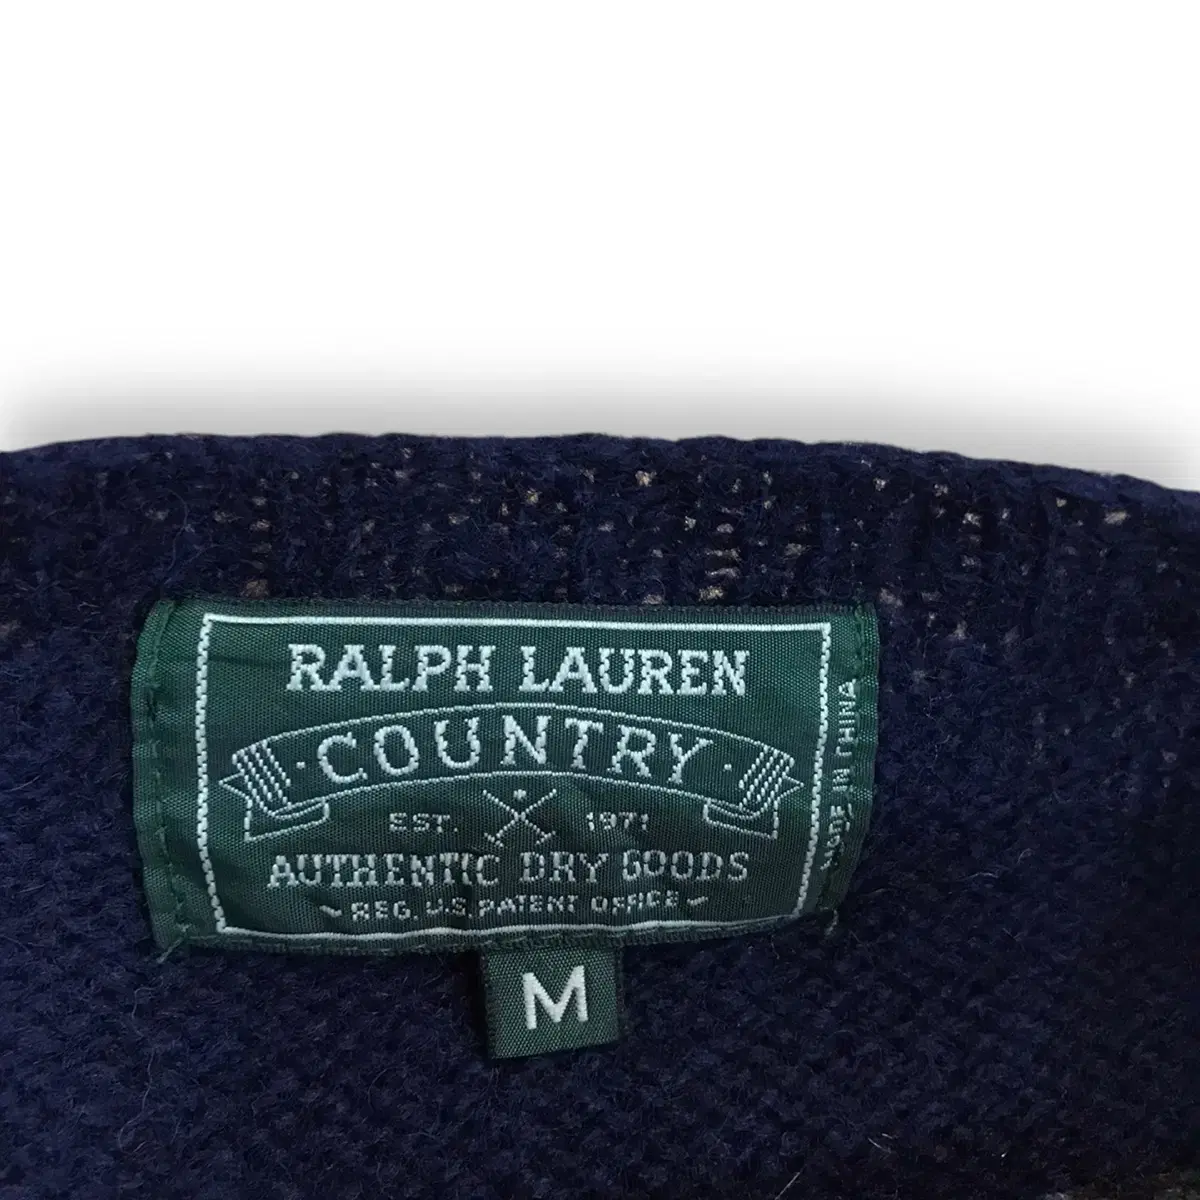 RALPH LAUREN
· COUNTRY ·
EST. 1971
AUTHENTIC DRY GOODS
~ REG. U.S. PATENT OFFICE ~
MADE IN CHINA
M